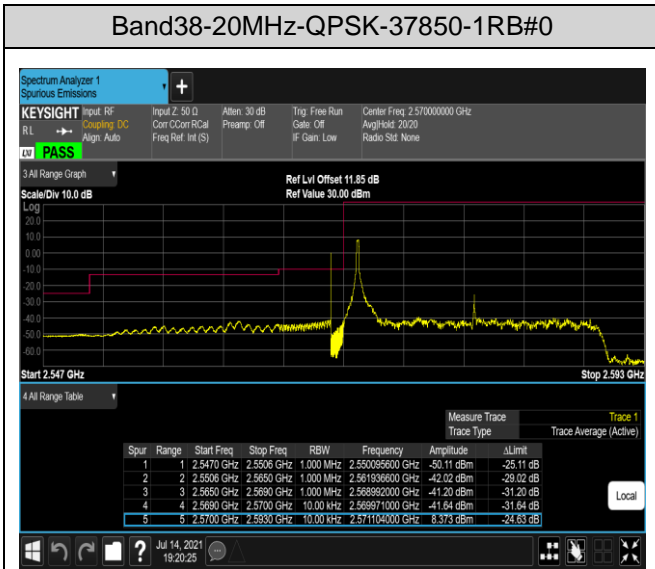 Band38-20MHz-QPSK-37850-1RB#0
Spectrum Analyzer 1
Spurious Emissions
KEYSIGHT Input: RF Input Z: 50 Ω Atten: 30 dB Trig: Free Run Center Freq: 2.570000000 GHz
RL Coupling: DC Corr CCorr RCal Preamp: Off Gate: Off Avg|Hold: 20/20
Align: Auto Freq Ref: Int (S) IF Gain: Low Radio Std: None
LXI PASS
3 All Range Graph
Ref Lvl Offset 11.85 dB
Scale/Div 10.0 dB Ref Value 30.00 dBm
Log
20.0
10.0
0.00
-10.0
-20.0
-30.0
-40.0
-50.0
-60.0
Start 2.547 GHz Stop 2.593 GHz
4 All Range Table
Measure Trace Trace 1
Trace Type Trace Average (Active)
Spur Range Start Freq Stop Freq RBW Frequency Amplitude ΔLimit
1 1 2.5470 GHz 2.5506 GHz 1.000 MHz 2.550095600 GHz -50.11 dBm -25.11 dB
2 2 2.5506 GHz 2.5650 GHz 1.000 MHz 2.561936600 GHz -42.02 dBm -29.02 dB
3 3 2.5650 GHz 2.5690 GHz 1.000 MHz 2.568992000 GHz -41.20 dBm -31.20 dB
4 4 2.5690 GHz 2.5700 GHz 10.00 kHz 2.569971000 GHz -41.64 dBm -31.64 dB
5 5 2.5700 GHz 2.5930 GHz 10.00 kHz 2.571104000 GHz 8.373 dBm -24.63 dB
Local
Jul 14, 2021
19:20:25